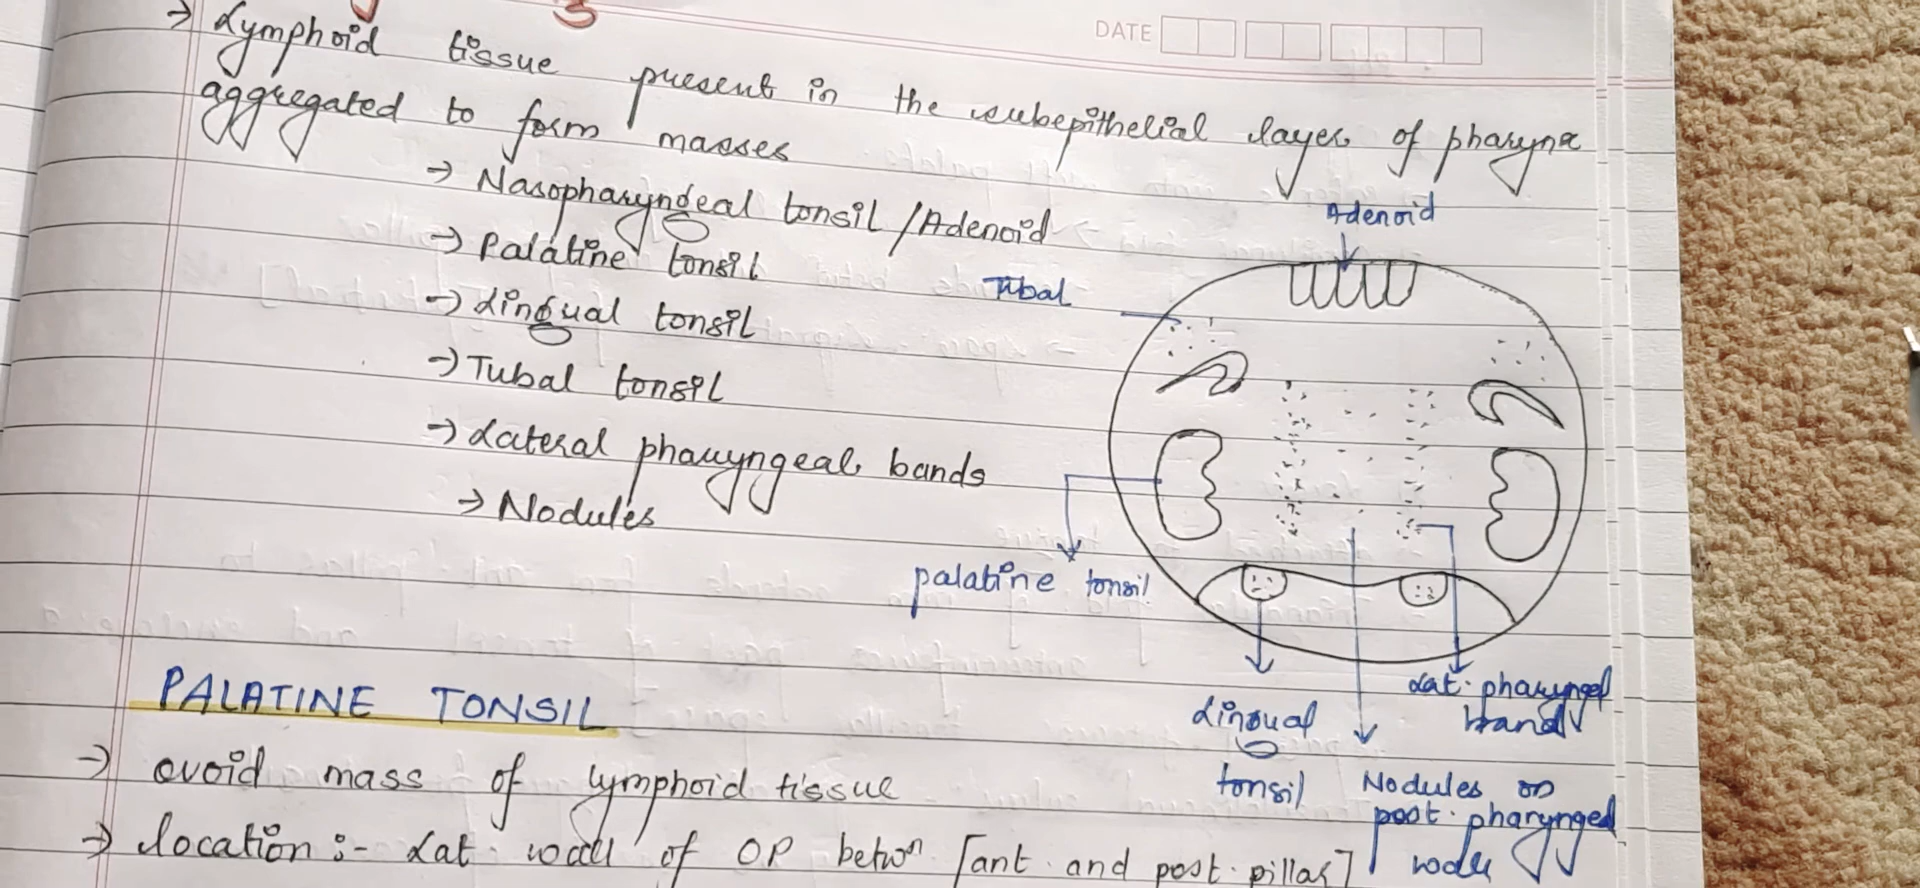 DATE
→ Lymphoid tissue present in the subepithelial layer of pharynx
aggregated to form masses
→ Nasopharyngeal tonsil / Adenoid
→ Palatine tonsil
→ Lingual tonsil
→ Tubal tonsil
→ Lateral pharyngeal bands
→ Nodules
Adenoid
Tubal
palatine tonsil
Lingual
tonsil
Lat. pharyngeal
band
Nodules on
post. pharyngeal
PALATINE TONSIL
→ ovoid mass of lymphoid tissue
→ location :- Lat. wall of OP betwn [ant. and post. pillar]